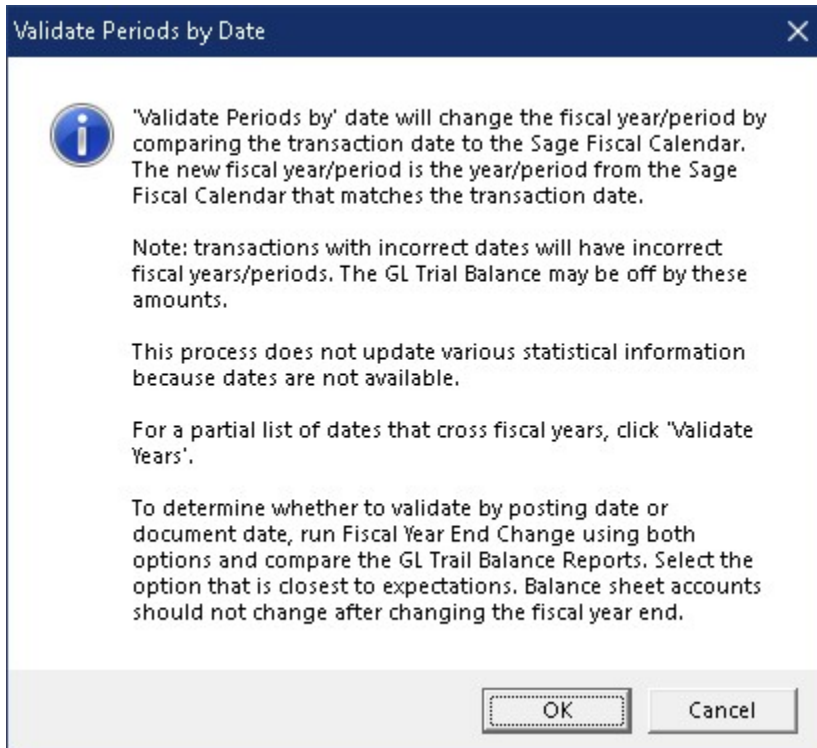 Validate Periods by Date
'Validate Periods by' date will change the fiscal year/period by
comparing the transaction date to the Sage Fiscal Calendar.
The new fiscal year/period is the year/period from the Sage
Fiscal Calendar that matches the transaction date.
Note: transactions with incorrect dates will have incorrect
fiscal years/periods. The GL Trial Balance may be off by these
amounts.
This process does not update various statistical information
because dates are not available.
For a partial list of dates that cross fiscal years, click 'Validate
Years'.
To determine whether to validate by posting date or
document date, run Fiscal Year End Change using both
options and compare the GL Trail Balance Reports. Select the
option that is closest to expectations. Balance sheet accounts
should not change after changing the fiscal year end.
OK
Cancel